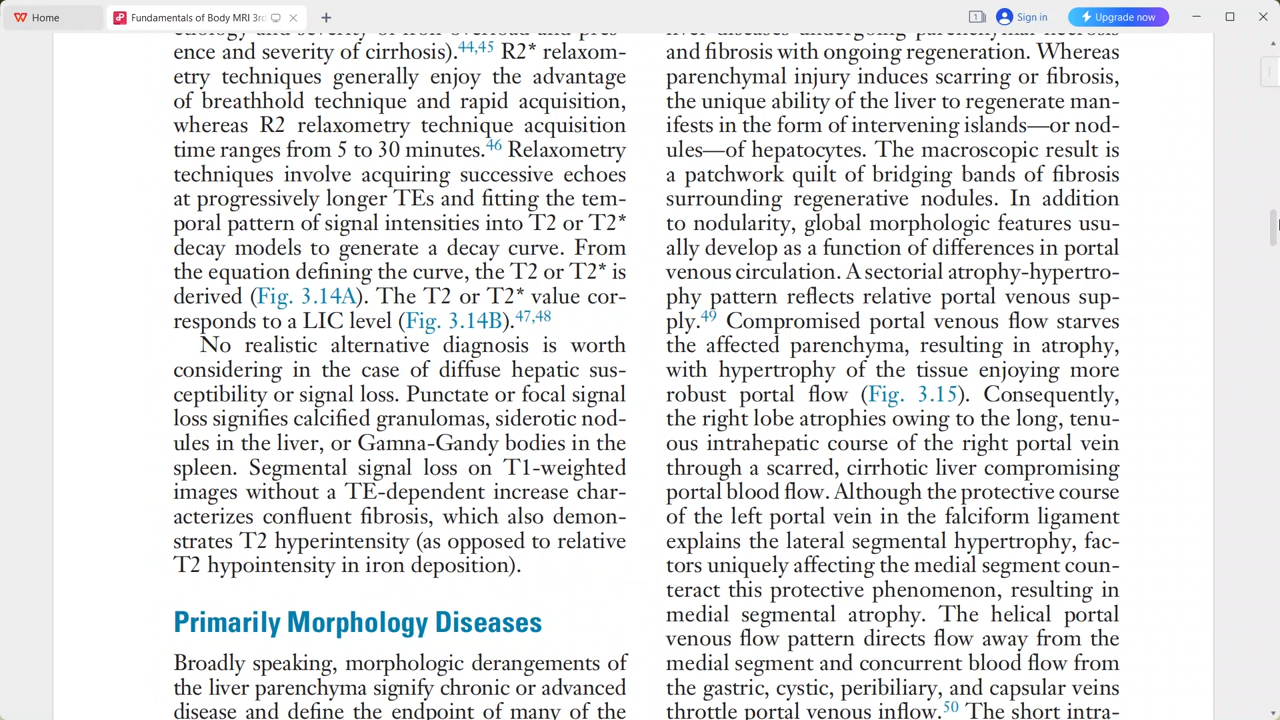 Home
Fundamentals of Body MRI 3rd
Sign in
Upgrade now
ence and severity of cirrhosis).44,45 R2* relaxom-
etry techniques generally enjoy the advantage
of breathhold technique and rapid acquisition,
whereas R2 relaxometry technique acquisition
time ranges from 5 to 30 minutes.46 Relaxometry
techniques involve acquiring successive echoes
at progressively longer TEs and fitting the tem-
poral pattern of signal intensities into T2 or T2*
decay models to generate a decay curve. From
the equation defining the curve, the T2 or T2* is
derived (Fig. 3.14A). The T2 or T2* value cor-
responds to a LIC level (Fig. 3.14B).47,48
No realistic alternative diagnosis is worth
considering in the case of diffuse hepatic sus-
ceptibility or signal loss. Punctate or focal signal
loss signifies calcified granulomas, siderotic nod-
ules in the liver, or Gamna-Gandy bodies in the
spleen. Segmental signal loss on T1-weighted
images without a TE-dependent increase char-
acterizes confluent fibrosis, which also demon-
strates T2 hyperintensity (as opposed to relative
T2 hypointensity in iron deposition).
Primarily Morphology Diseases
Broadly speaking, morphologic derangements of
the liver parenchyma signify chronic or advanced
disease and define the endpoint of many of the
and fibrosis with ongoing regeneration. Whereas
parenchymal injury induces scarring or fibrosis,
the unique ability of the liver to regenerate man-
ifests in the form of intervening islands—or nod-
ules—of hepatocytes. The macroscopic result is
a patchwork quilt of bridging bands of fibrosis
surrounding regenerative nodules. In addition
to nodularity, global morphologic features usu-
ally develop as a function of differences in portal
venous circulation. A sectorial atrophy-hypertro-
phy pattern reflects relative portal venous sup-
ply.49 Compromised portal venous flow starves
the affected parenchyma, resulting in atrophy,
with hypertrophy of the tissue enjoying more
robust portal flow (Fig. 3.15). Consequently,
the right lobe atrophies owing to the long, tenu-
ous intrahepatic course of the right portal vein
through a scarred, cirrhotic liver compromising
portal blood flow. Although the protective course
of the left portal vein in the falciform ligament
explains the lateral segmental hypertrophy, fac-
tors uniquely affecting the medial segment coun-
teract this protective phenomenon, resulting in
medial segmental atrophy. The helical portal
venous flow pattern directs flow away from the
medial segment and concurrent blood flow from
the gastric, cystic, peribiliary, and capsular veins
throttle portal venous inflow.50 The short intra-